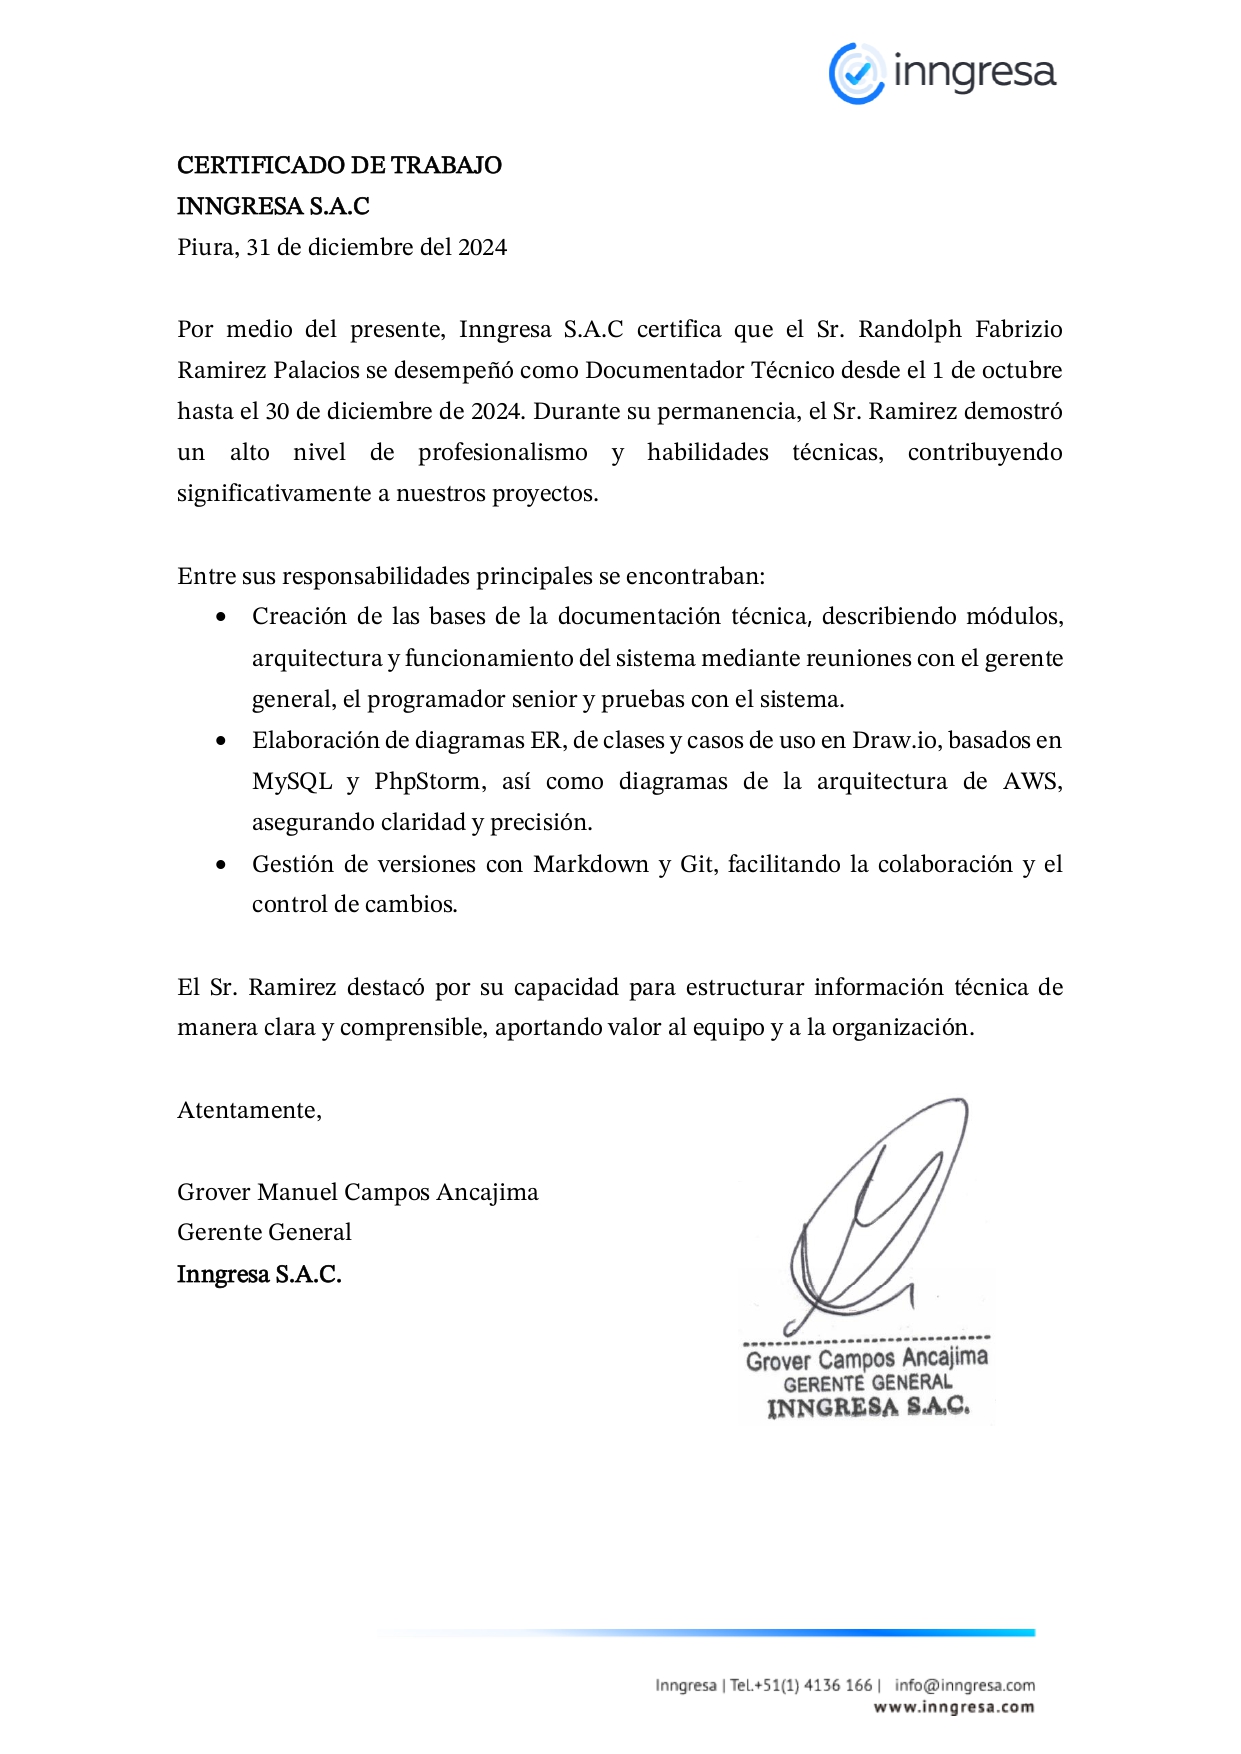 inngresa
CERTIFICADO DE TRABAJO
INNGRESA S.A.C
Piura, 31 de diciembre del 2024
Por medio del presente, Inngresa S.A.C certifica que el Sr. Randolph Fabrizio
Ramirez Palacios se desempeñó como Documentador Técnico desde el 1 de octubre
hasta el 30 de diciembre de 2024. Durante su permanencia, el Sr. Ramirez demostró
un alto nivel de profesionalismo y habilidades técnicas, contribuyendo
significativamente a nuestros proyectos.
Entre sus responsabilidades principales se encontraban:
• Creación de las bases de la documentación técnica, describiendo módulos,
arquitectura y funcionamiento del sistema mediante reuniones con el gerente
general, el programador senior y pruebas con el sistema.
• Elaboración de diagramas ER, de clases y casos de uso en Draw.io, basados en
MySQL y PhpStorm, así como diagramas de la arquitectura de AWS,
asegurando claridad y precisión.
• Gestión de versiones con Markdown y Git, facilitando la colaboración y el
control de cambios.
El Sr. Ramirez destacó por su capacidad para estructurar información técnica de
manera clara y comprensible, aportando valor al equipo y a la organización.
Atentamente,
Grover Manuel Campos Ancajima
Gerente General
Inngresa S.A.C.
Grover Campos Ancajima
GERENTE GENERAL
INNGRESA S.A.C.
Inngresa | Tel.+51(1) 4136 166 | info@inngresa.com
www.inngresa.com